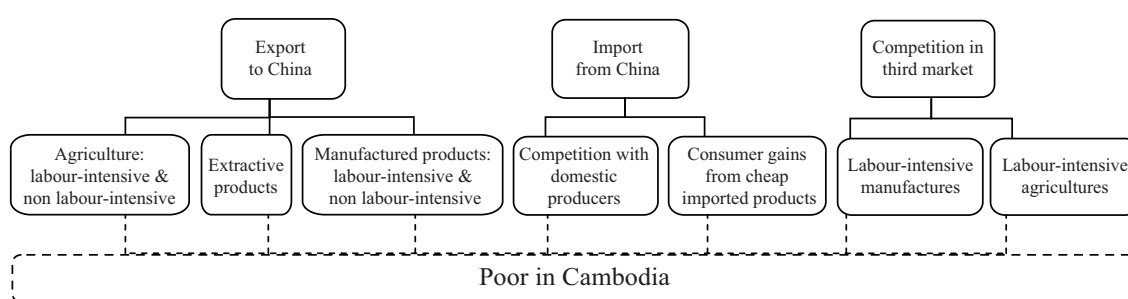 Export
to China
Import
from China
Competition in
third market
Agriculture:
labour-intensive &
non labour-intensive
Extractive
products
Manufactured products:
labour-intensive &
non labour-intensive
Competition with
domestic
producers
Consumer gains
from cheap
imported products
Labour-intensive
manufactures
Labour-intensive
agricultures
Poor in Cambodia